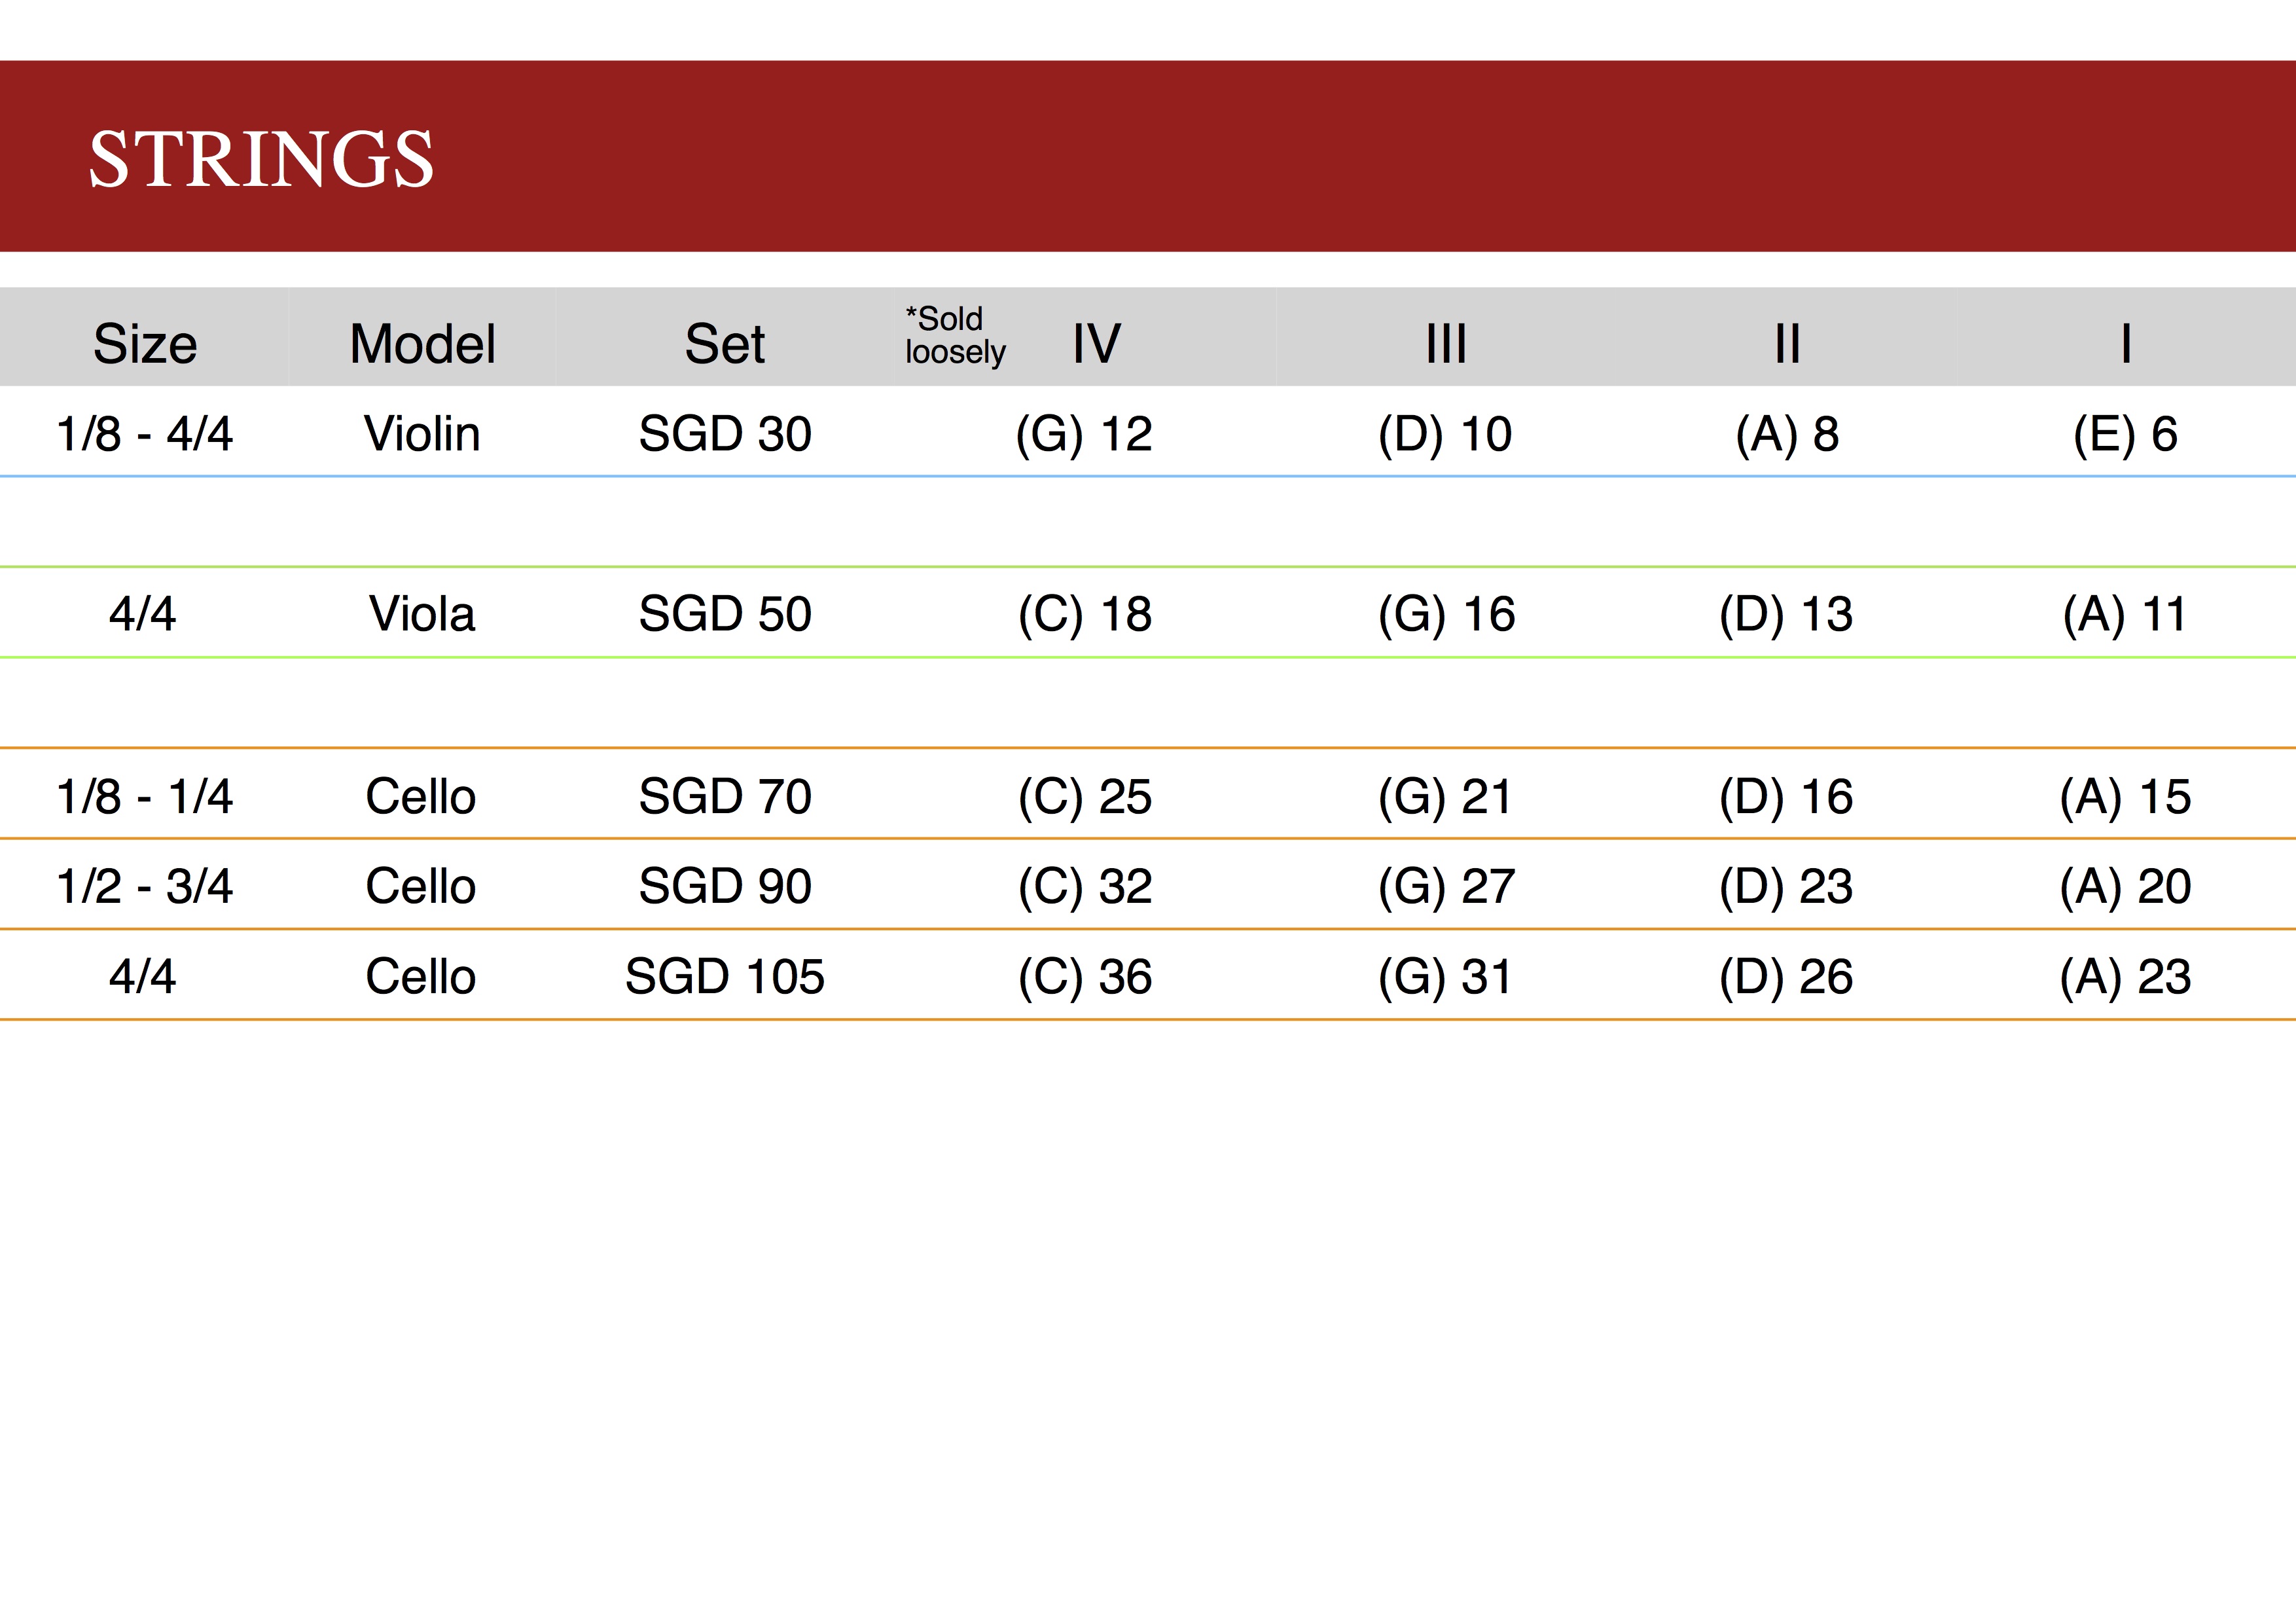 STRINGS
Size Model Set *Sold loosely IV III II I
1/8 - 4/4 Violin SGD 30 (G) 12 (D) 10 (A) 8 (E) 6
4/4 Viola SGD 50 (C) 18 (G) 16 (D) 13 (A) 11
1/8 - 1/4 Cello SGD 70 (C) 25 (G) 21 (D) 16 (A) 15
1/2 - 3/4 Cello SGD 90 (C) 32 (G) 27 (D) 23 (A) 20
4/4 Cello SGD 105 (C) 36 (G) 31 (D) 26 (A) 23